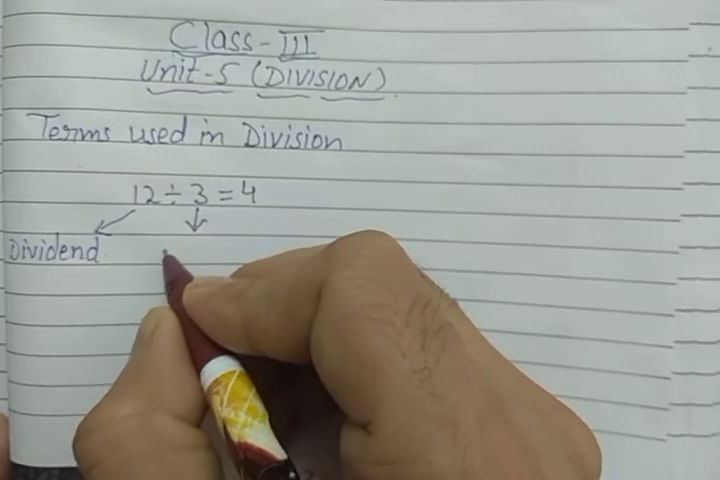 Class-III
Unit-5 (DIVISION)
Terms used in Division
12 ÷ 3 = 4
Dividend